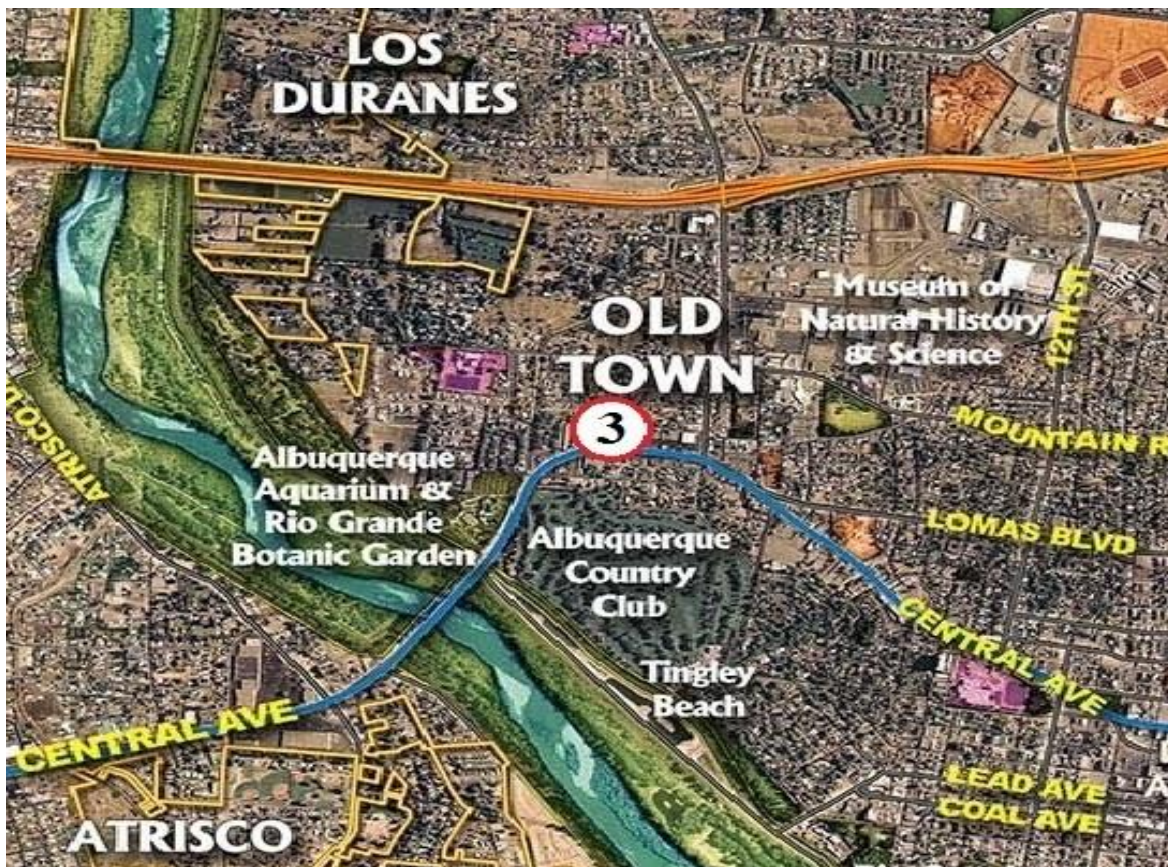 LOS
DURANES
OLD
TOWN
3
Museum of
Natural History
& Science
12TH ST
MOUNTAIN R
Albuquerque
Aquarium &
Rio Grande
Botanic Garden
Albuquerque
Country
Club
LOMAS BLVD
CENTRAL AVE
Tingley
Beach
CENTRAL AVE
LEAD AVE
COAL AVE
ATRISCO